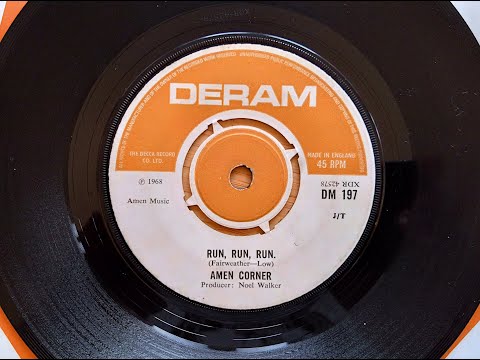 DERAM
THE DECCA RECORD
CO. LTD.
MADE IN ENGLAND
45 RPM
XDR 42578
℗ 1968
DM 197
Amen Music
J/T
RUN, RUN, RUN.
(Fairweather—Low)
AMEN CORNER
Producer: Noel Walker